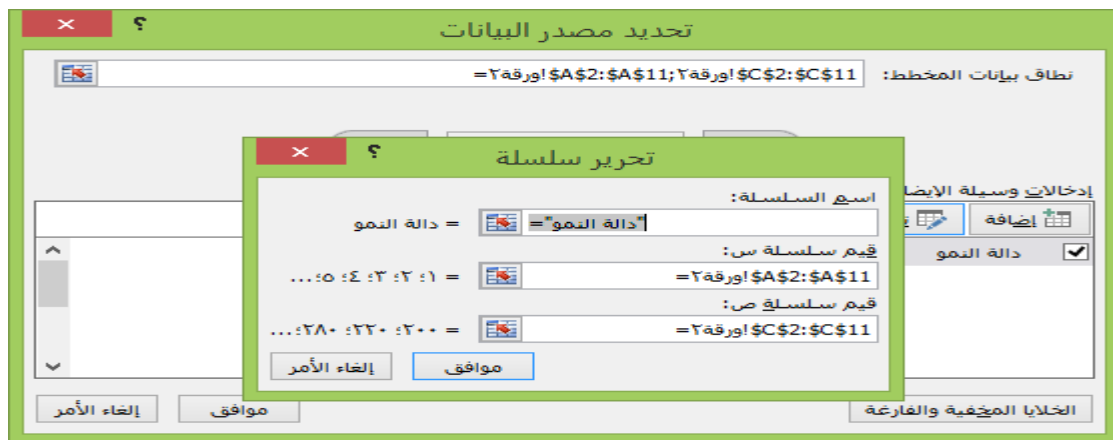 تحديد مصدر البيانات ؟
نطاق بيانات المخطط: =ورقة٢!$A$2:$A$11;ورقة٢!$C$2:$C$11
تحرير سلسلة ؟
إدخالات وسيلة الإيضا
اسم السلسلة:
="دالة النمو" = دالة النمو
إضافة
قيم سلسلة س:
دالة النمو
=ورقة٢!$A$2:$A$11 = ١؛ ٢؛ ٣؛ ٤؛ ٥؛...
قيم سلسلة ص:
=ورقة٢!$C$2:$C$11 = ٢٠٠؛ ٢٢٠؛ ٢٨٠؛...
موافق إلغاء الأمر
الخلايا المخفية والفارغة موافق إلغاء الأمر